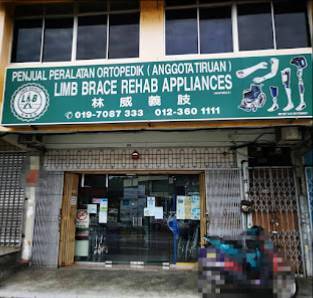 PENJUAL PERALATAN ORTOPEDIK ( ANGGOTA TIRUAN )
LIMB BRACE REHAB APPLIANCES
林威義肢
019-7087 333 012-360 1111
L&B